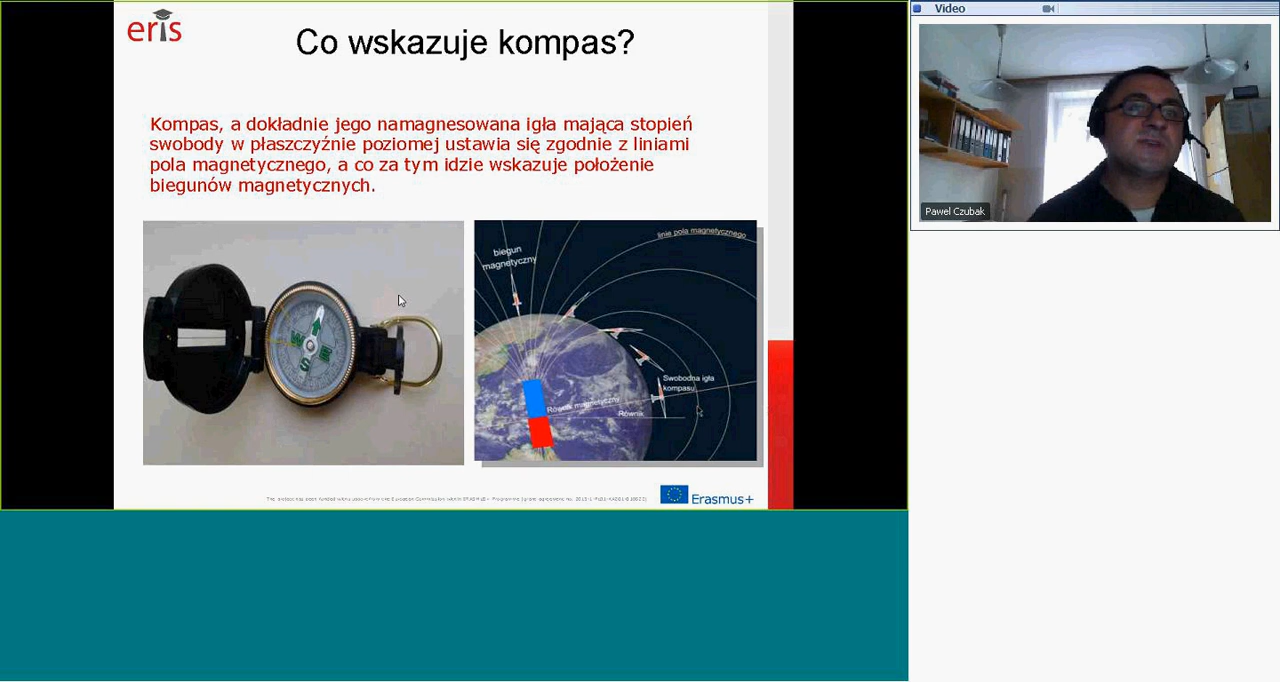 eris
Co wskazuje kompas?
Kompas, a dokładnie jego namagnesowana igła mająca stopień
swobody w płaszczyźnie poziomej ustawia się zgodnie z liniami
pola magnetycznego, a co za tym idzie wskazuje położenie
biegunów magnetycznych.
W
E
S
linie pola magnetycznego
biegun
magnetyczny
Swobodna igła
kompasu
Równik magnetyczny
Równik
Erasmus+
Video
Pawel Czubak